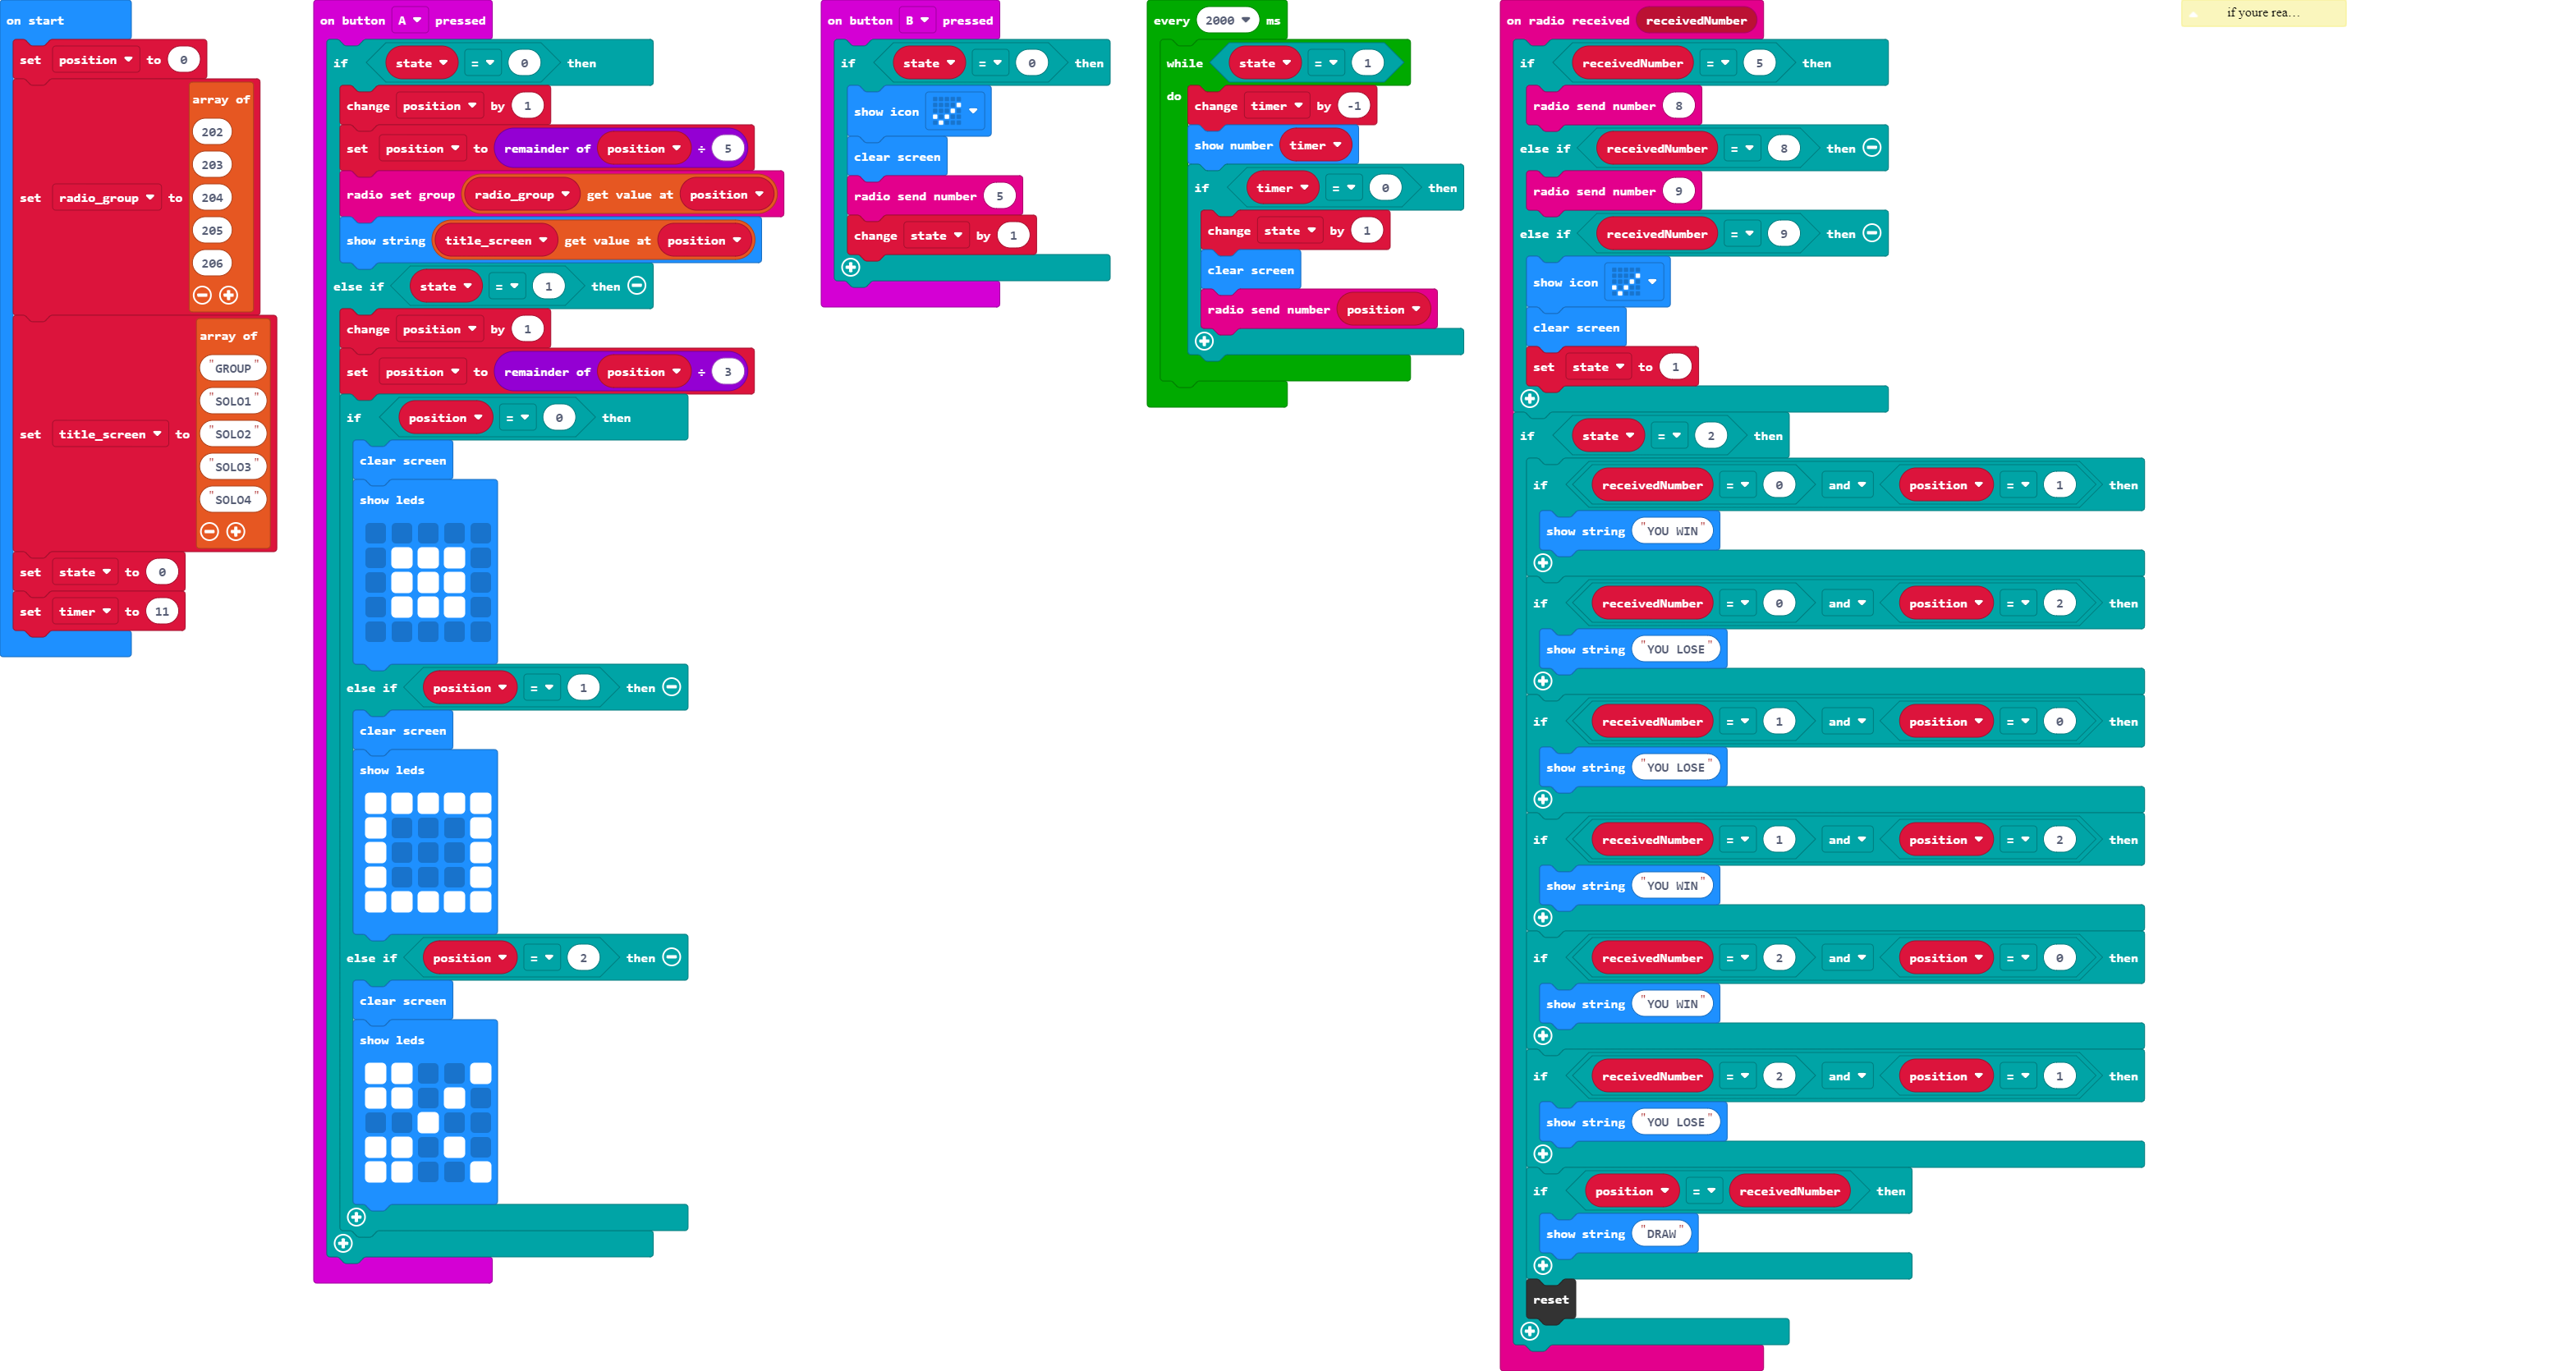 on start
set position to 0
set radio_group to array of
202
203
204
205
206
set title_screen to array of
"GROUP"
"SOLO1"
"SOLO2"
"SOLO3"
"SOLO4"
set state to 0
set timer to 11
on button A pressed
if state = 0 then
change position by 1
set position to remainder of position ÷ 5
radio set group radio_group get value at position
show string title_screen get value at position
else if state = 1 then
change position by 1
set position to remainder of position ÷ 3
if position = 0 then
clear screen
show leds
else if position = 1 then
clear screen
show leds
else if position = 2 then
clear screen
show leds
on button B pressed
if state = 0 then
show icon
clear screen
radio send number 5
change state by 1
every 2000 ms
while state = 1
do
change timer by -1
show number timer
if timer = 0 then
change state by 1
clear screen
radio send number position
on radio received receivedNumber
if receivedNumber = 5 then
radio send number 8
else if receivedNumber = 8 then
radio send number 9
else if receivedNumber = 9 then
show icon
clear screen
set state to 1
if state = 2 then
if receivedNumber = 0 and position = 1 then
show string "YOU WIN"
if receivedNumber = 0 and position = 2 then
show string "YOU LOSE"
if receivedNumber = 1 and position = 0 then
show string "YOU LOSE"
if receivedNumber = 1 and position = 2 then
show string "YOU WIN"
if receivedNumber = 2 and position = 0 then
show string "YOU WIN"
if receivedNumber = 2 and position = 1 then
show string "YOU LOSE"
if position = receivedNumber then
show string "DRAW"
reset
if youre rea...